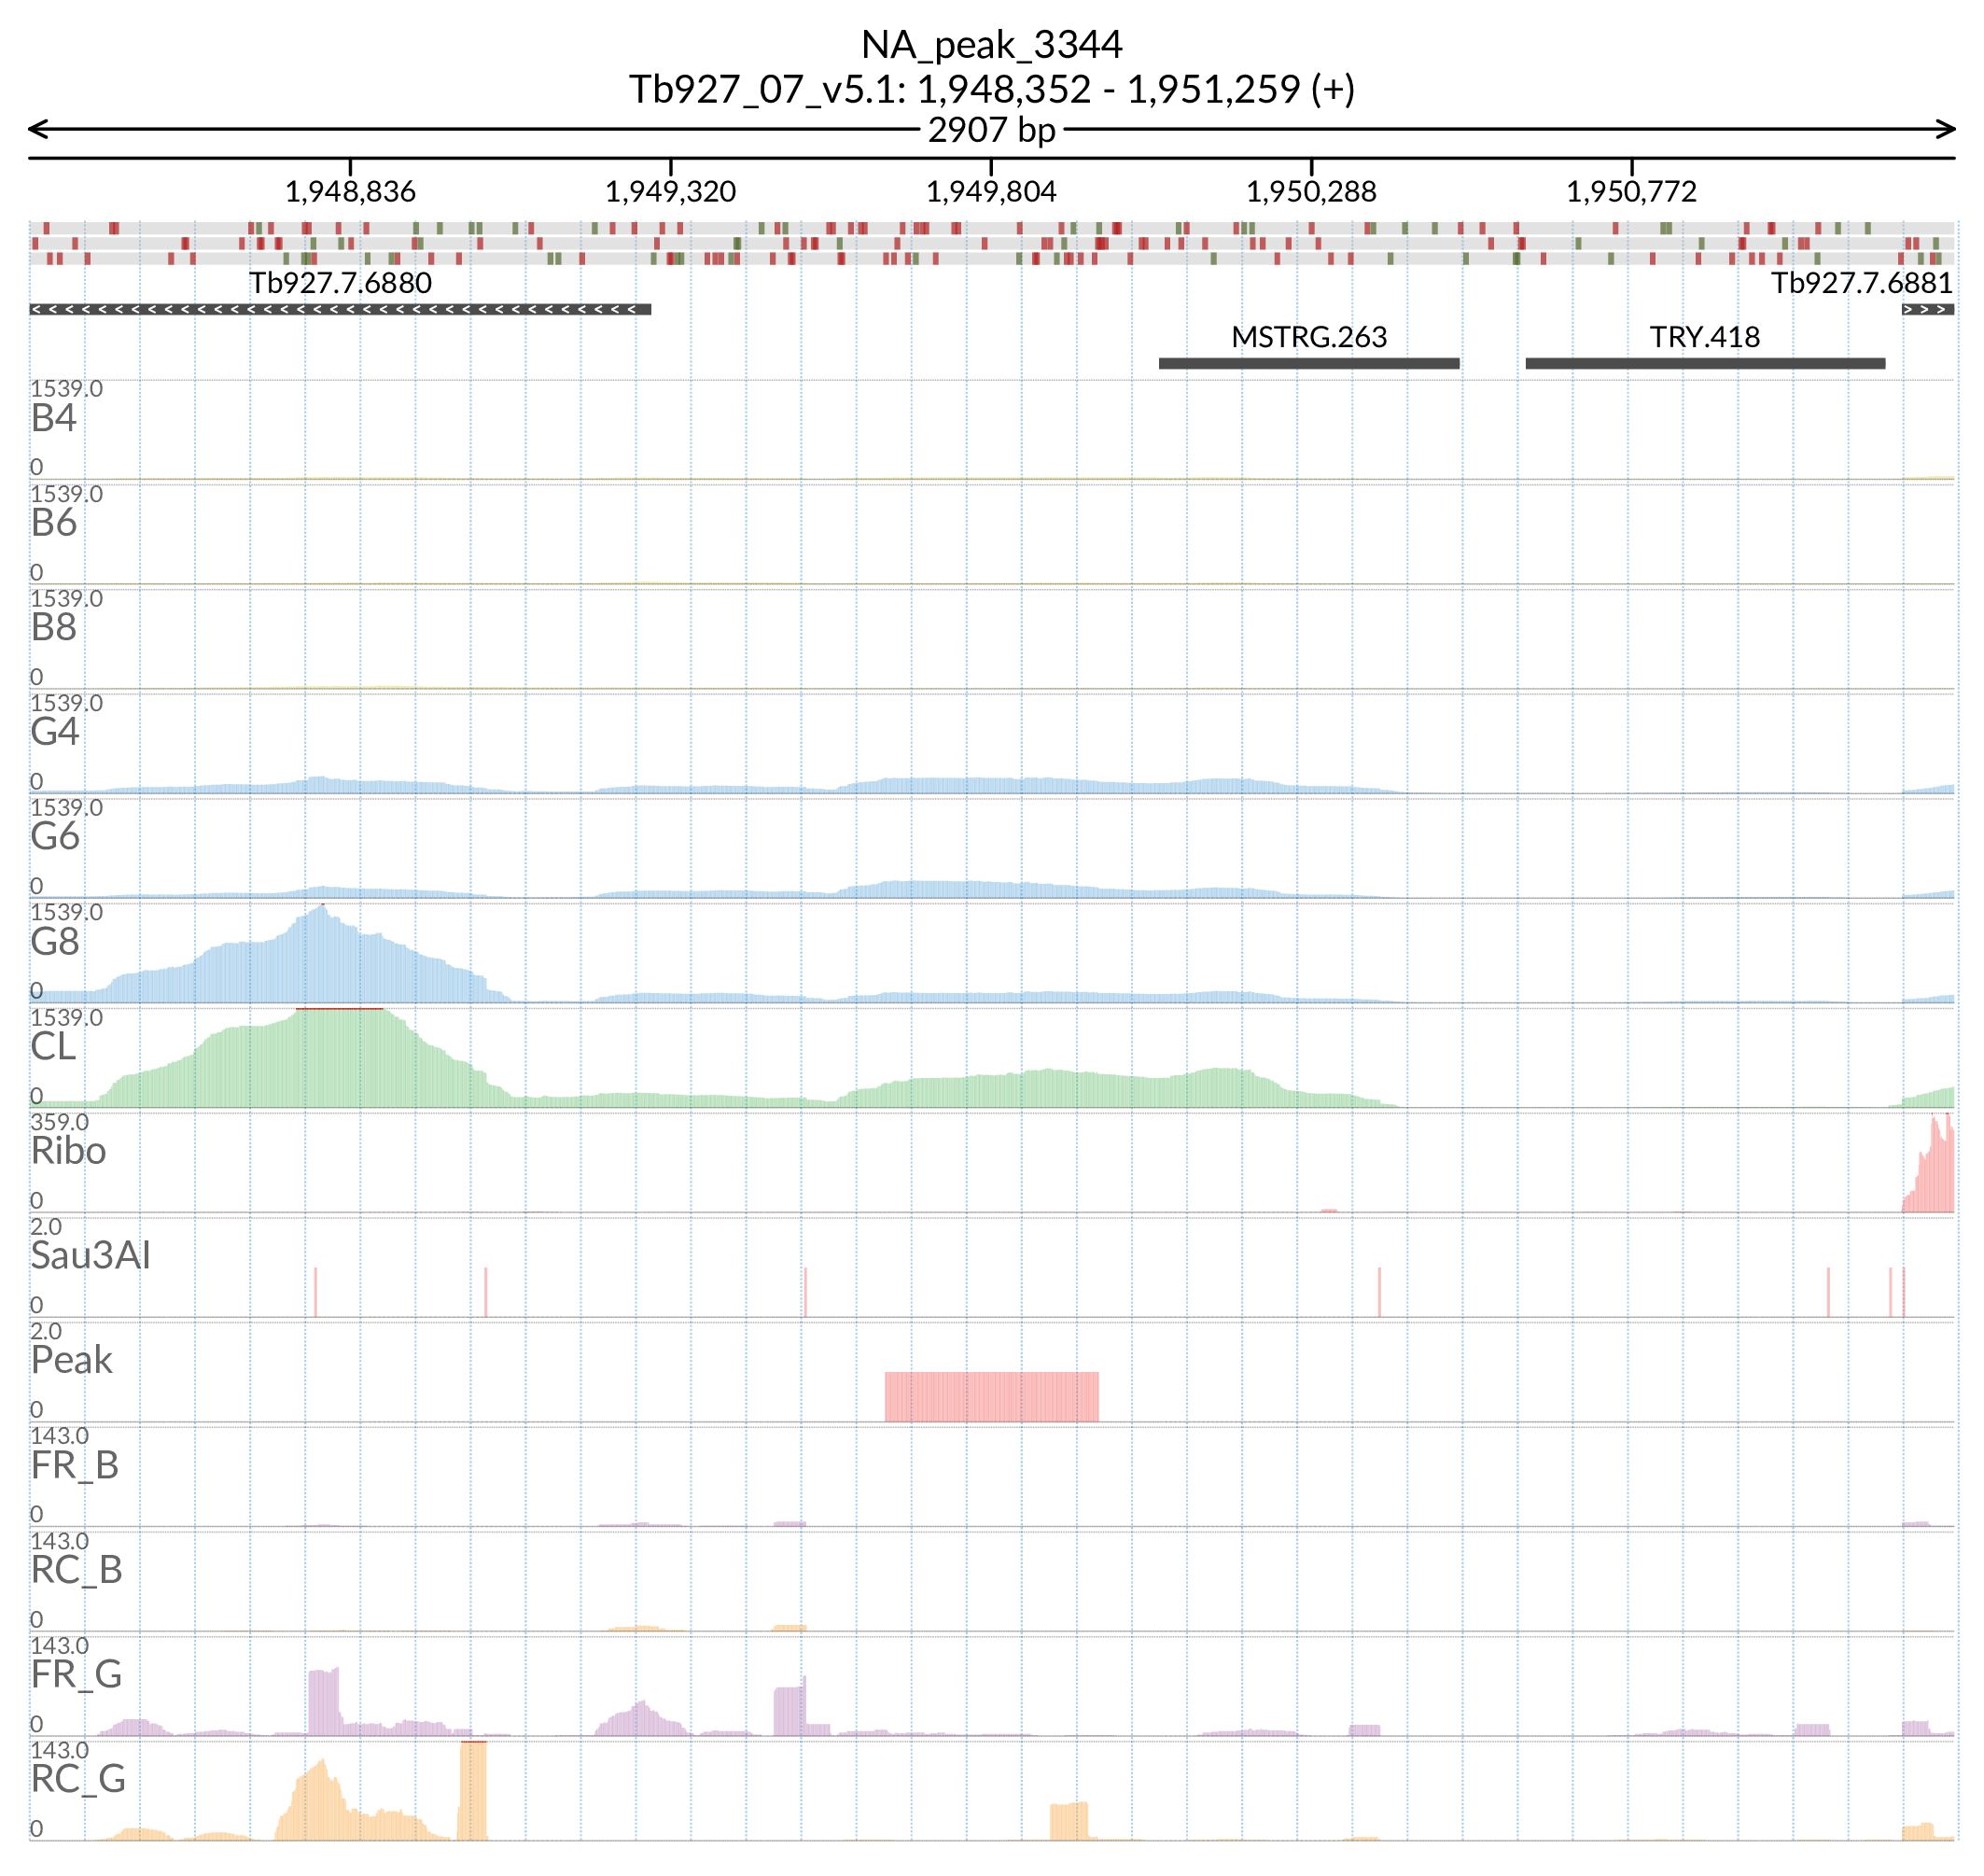 NA_peak_3344
Tb927_07_v5.1: 1,948,352 - 1,951,259 (+)
2907 bp
1,948,836 1,949,320 1,949,804 1,950,288 1,950,772
Tb927.7.6880 Tb927.7.6881
MSTRG.263 TRY.418
1539.0
B4
0
1539.0
B6
0
1539.0
B8
0
1539.0
G4
0
1539.0
G6
0
1539.0
G8
0
1539.0
CL
0
359.0
Ribo
0
2.0
Sau3AI
0
2.0
Peak
0
143.0
FR_B
0
143.0
RC_B
0
143.0
FR_G
0
143.0
RC_G
0